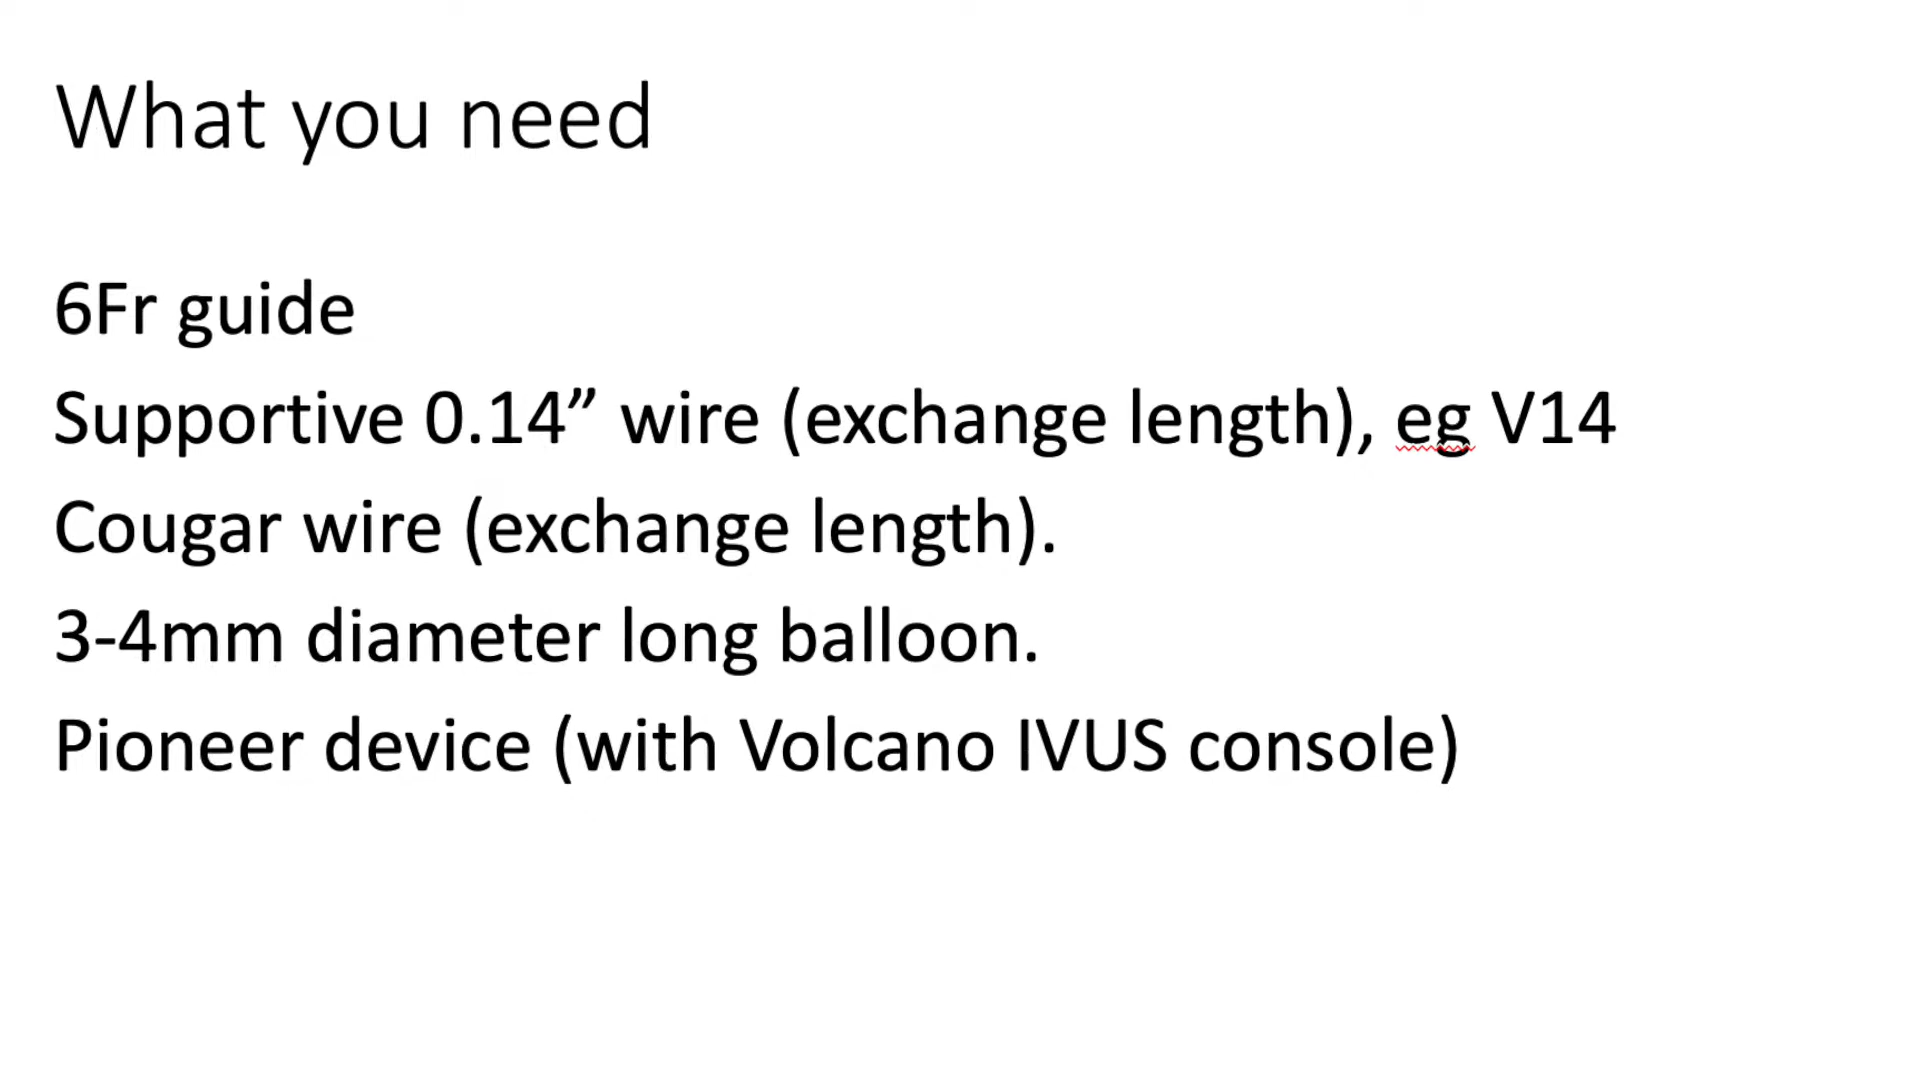 What you need
6Fr guide
Supportive 0.14” wire (exchange length), eg V14
Cougar wire (exchange length).
3-4mm diameter long balloon.
Pioneer device (with Volcano IVUS console)